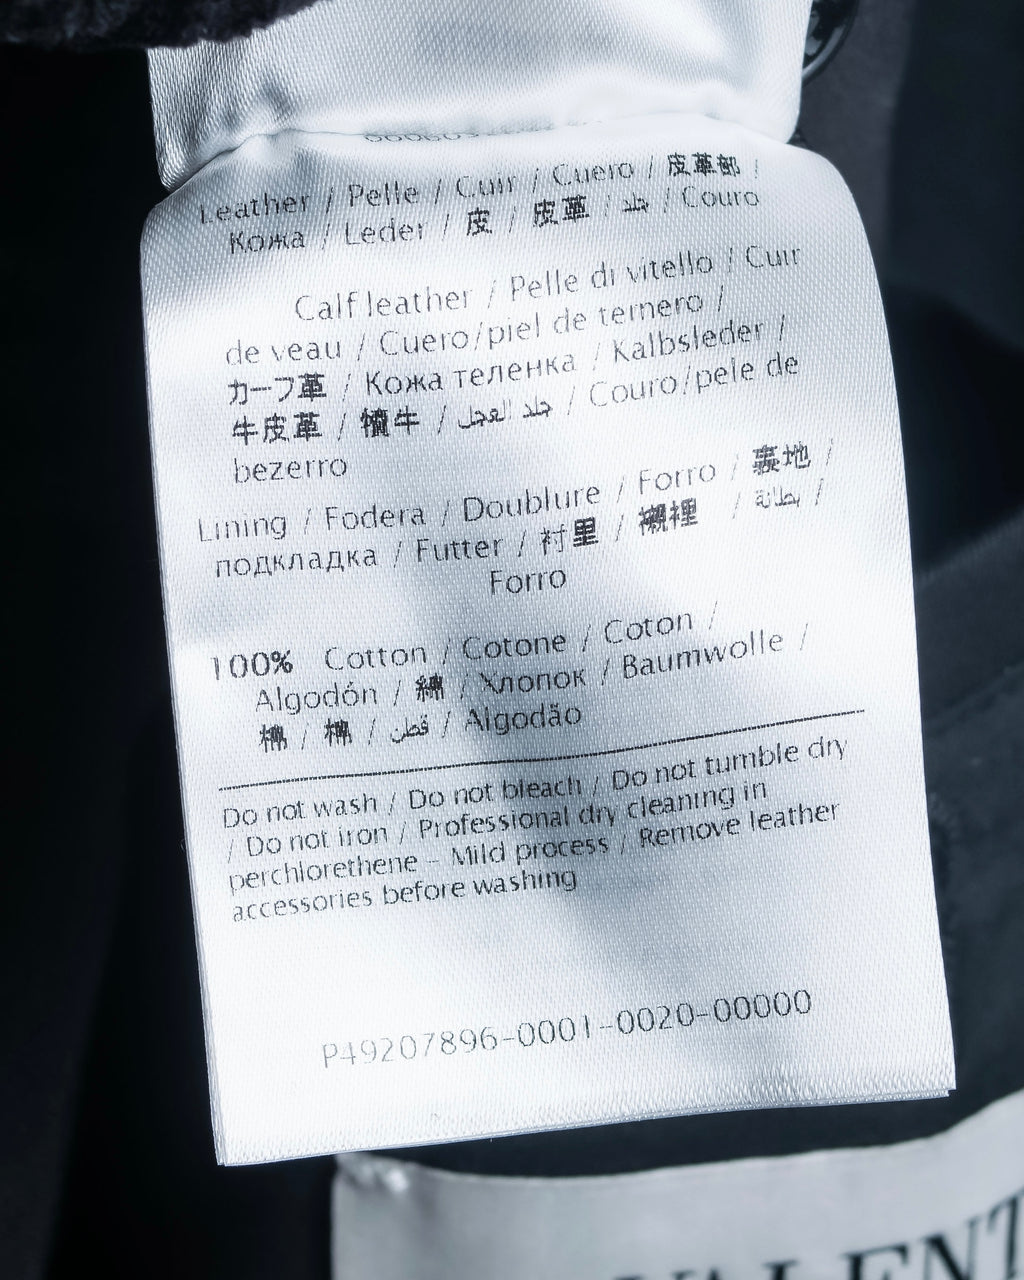 Leather / Pelle / Cuir / Cuero / 皮革部 /
Кожа / Leder / 皮 / 皮革 / جلد / Couro
Calf leather / Pelle di vitello / Cuir
de veau / Cuero/piel de ternero /
カーフ革 / Кожа теленка / Kalbsleder /
牛皮革 / 犢牛 / جلد العجل / Couro/pele de
bezerro
Lining / Fodera / Doublure / Forro / 裏地 /
подкладка / Futter / 衬里 / 襯裡 / بطانة /
Forro
100% Cotton / Cotone / Coton /
Algodón / 綿 / Хлопок / Baumwolle /
棉 / 棉 / قطن / Algodão
Do not wash / Do not bleach / Do not tumble dry
/ Do not iron / Professional dry cleaning in
perchlorethene - Mild process / Remove leather
accessories before washing
P49207896-0001-0020-00000
VALENT